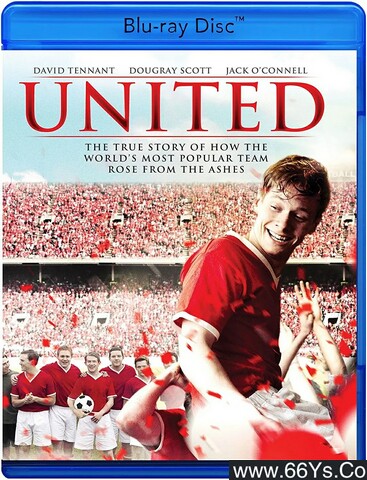 Blu-ray Disc™
DAVID TENNANT DOUGRAY SCOTT JACK O'CONNELL
UNITED
THE TRUE STORY OF HOW THE
WORLD'S MOST POPULAR TEAM
ROSE FROM THE ASHES
www.66Ys.Co